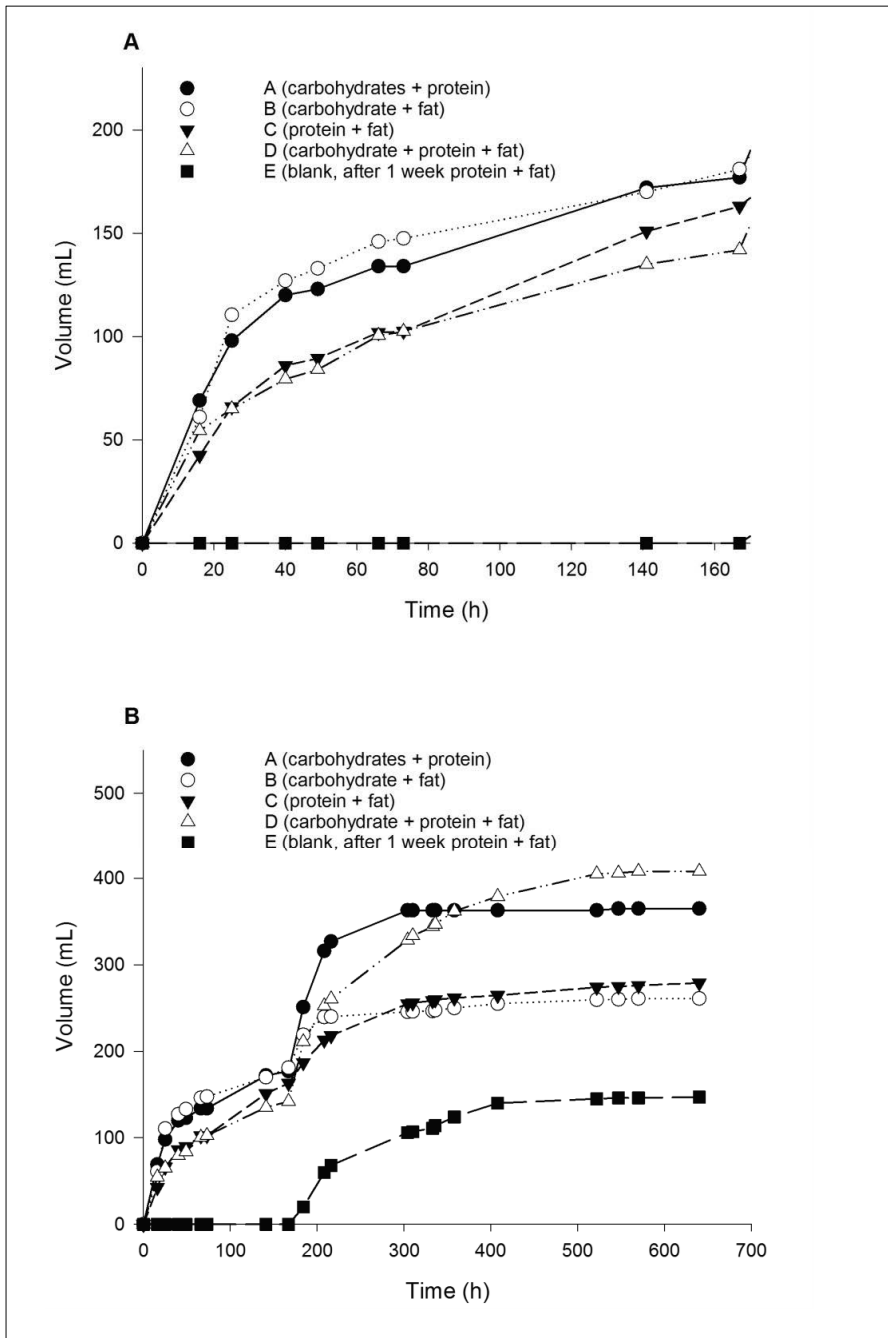 A
A (carbohydrates + protein)
B (carbohydrate + fat)
C (protein + fat)
D (carbohydrate + protein + fat)
E (blank, after 1 week protein + fat)
200
150
100
50
0
Volume (mL)
0 20 40 60 80 100 120 140 160
Time (h)
B
A (carbohydrates + protein)
B (carbohydrate + fat)
C (protein + fat)
D (carbohydrate + protein + fat)
E (blank, after 1 week protein + fat)
500
400
300
200
100
0
Volume (mL)
0 100 200 300 400 500 600 700
Time (h)